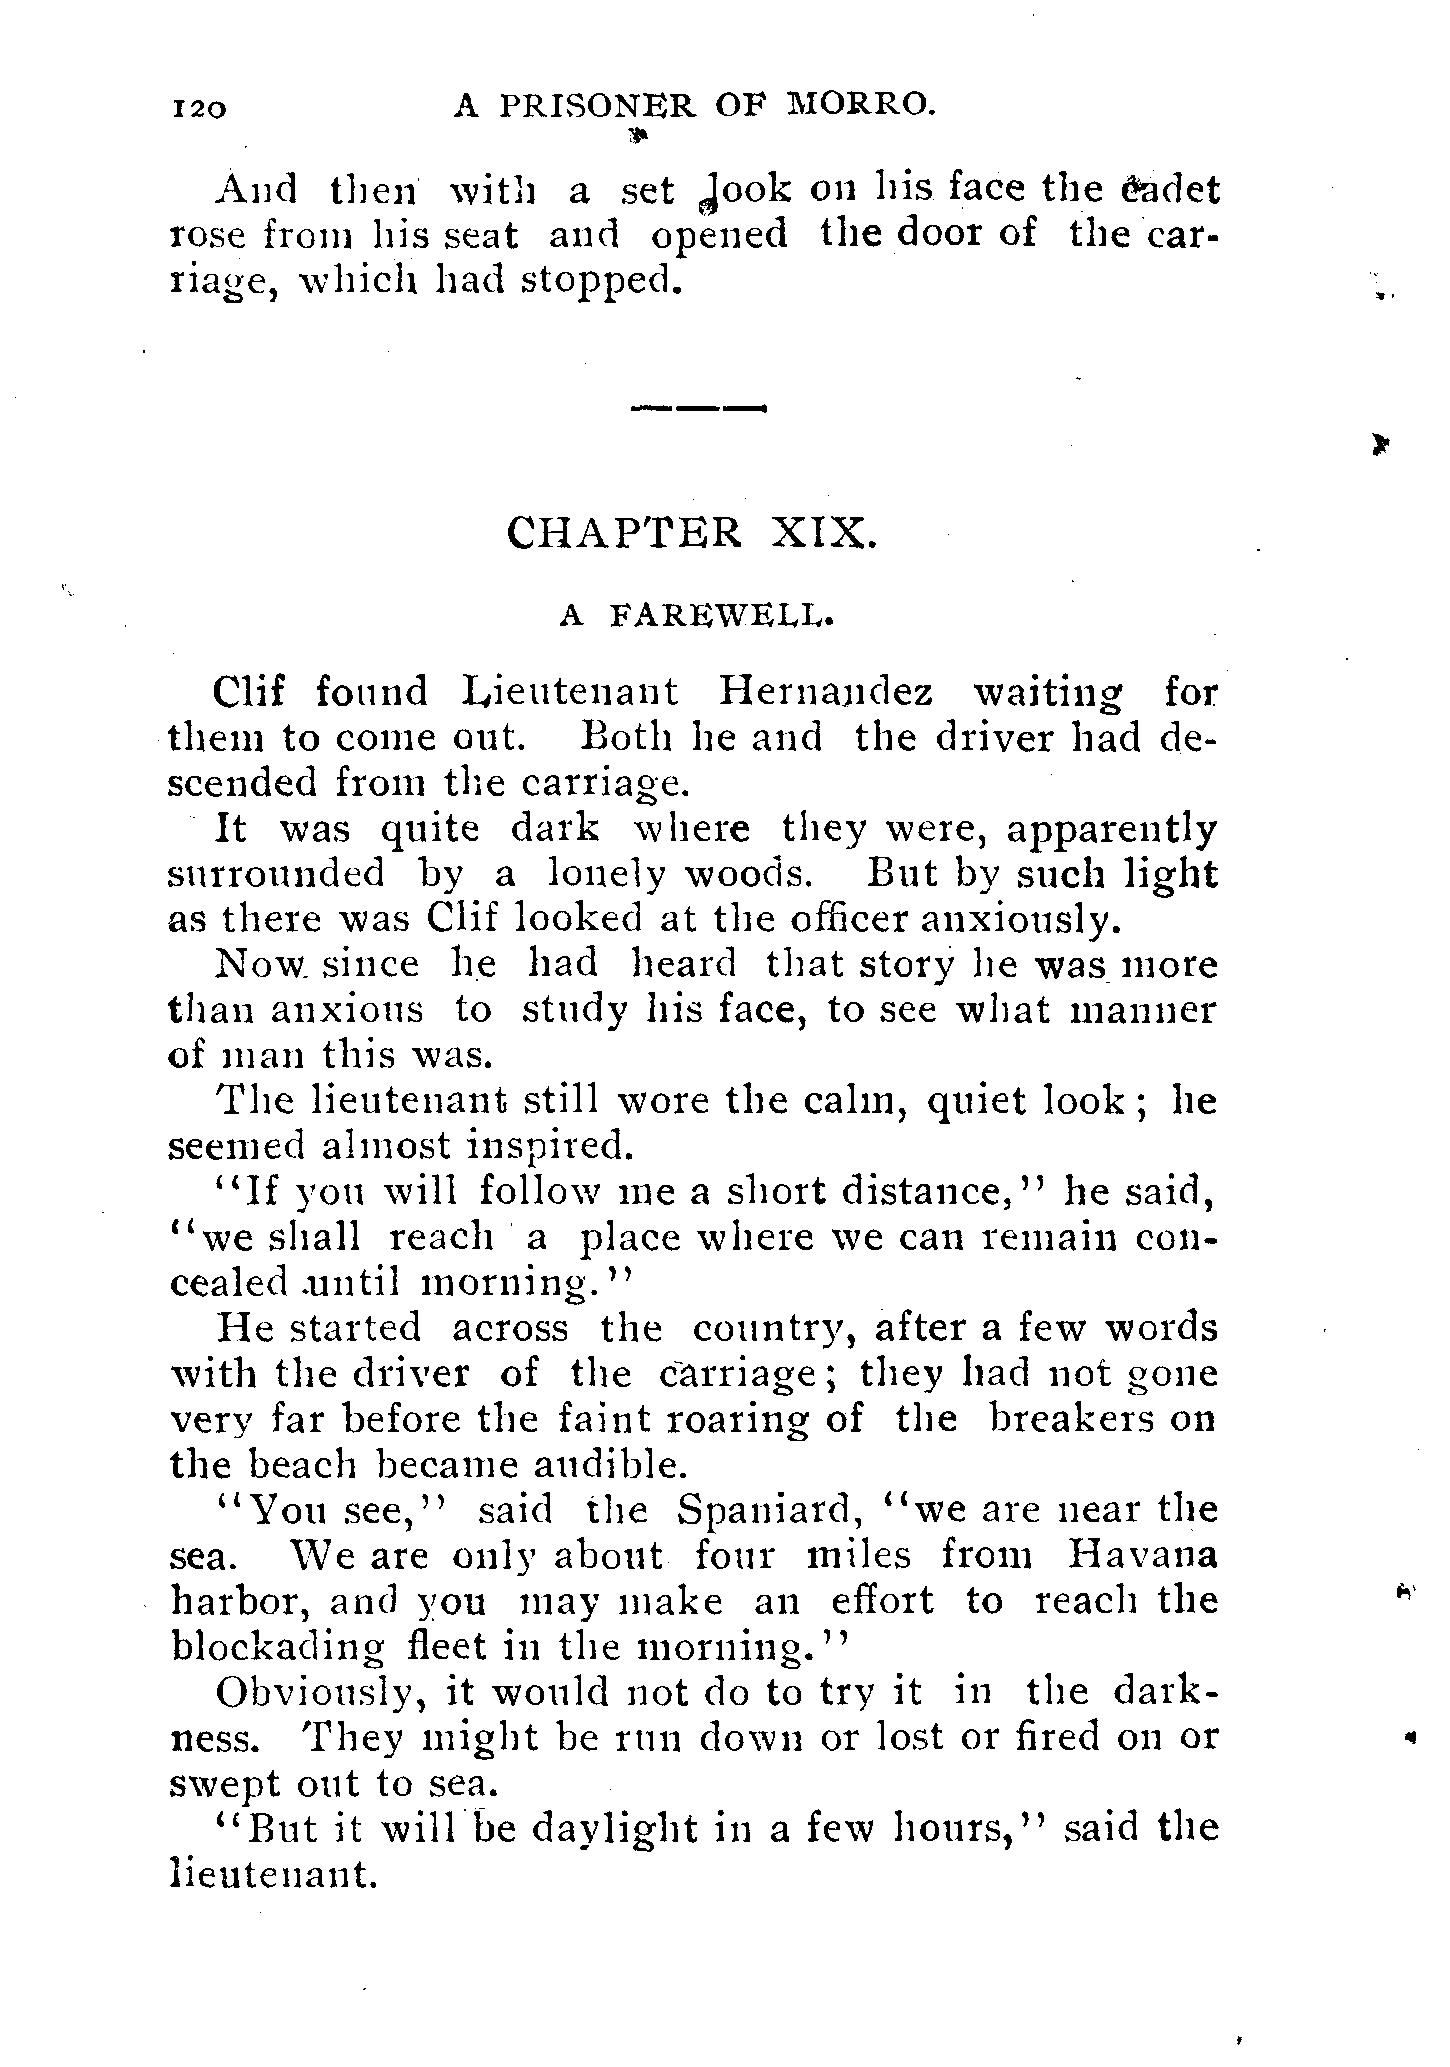 120 A PRISONER OF MORRO.
And then with a set look on his face the cadet
rose from his seat and opened the door of the car-
riage, which had stopped.
CHAPTER XIX.
A FAREWELL.
Clif found Lieutenant Hernandez waiting for
them to come out. Both he and the driver had de-
scended from the carriage.
It was quite dark where they were, apparently
surrounded by a lonely woods. But by such light
as there was Clif looked at the officer anxiously.
Now since he had heard that story he was more
than anxious to study his face, to see what manner
of man this was.
The lieutenant still wore the calm, quiet look; he
seemed almost inspired.
"If you will follow me a short distance," he said,
"we shall reach a place where we can remain con-
cealed until morning."
He started across the country, after a few words
with the driver of the carriage; they had not gone
very far before the faint roaring of the breakers on
the beach became audible.
"You see," said the Spaniard, "we are near the
sea. We are only about four miles from Havana
harbor, and you may make an effort to reach the
blockading fleet in the morning."
Obviously, it would not do to try it in the dark-
ness. They might be run down or lost or fired on or
swept out to sea.
"But it will be daylight in a few hours," said the
lieutenant.